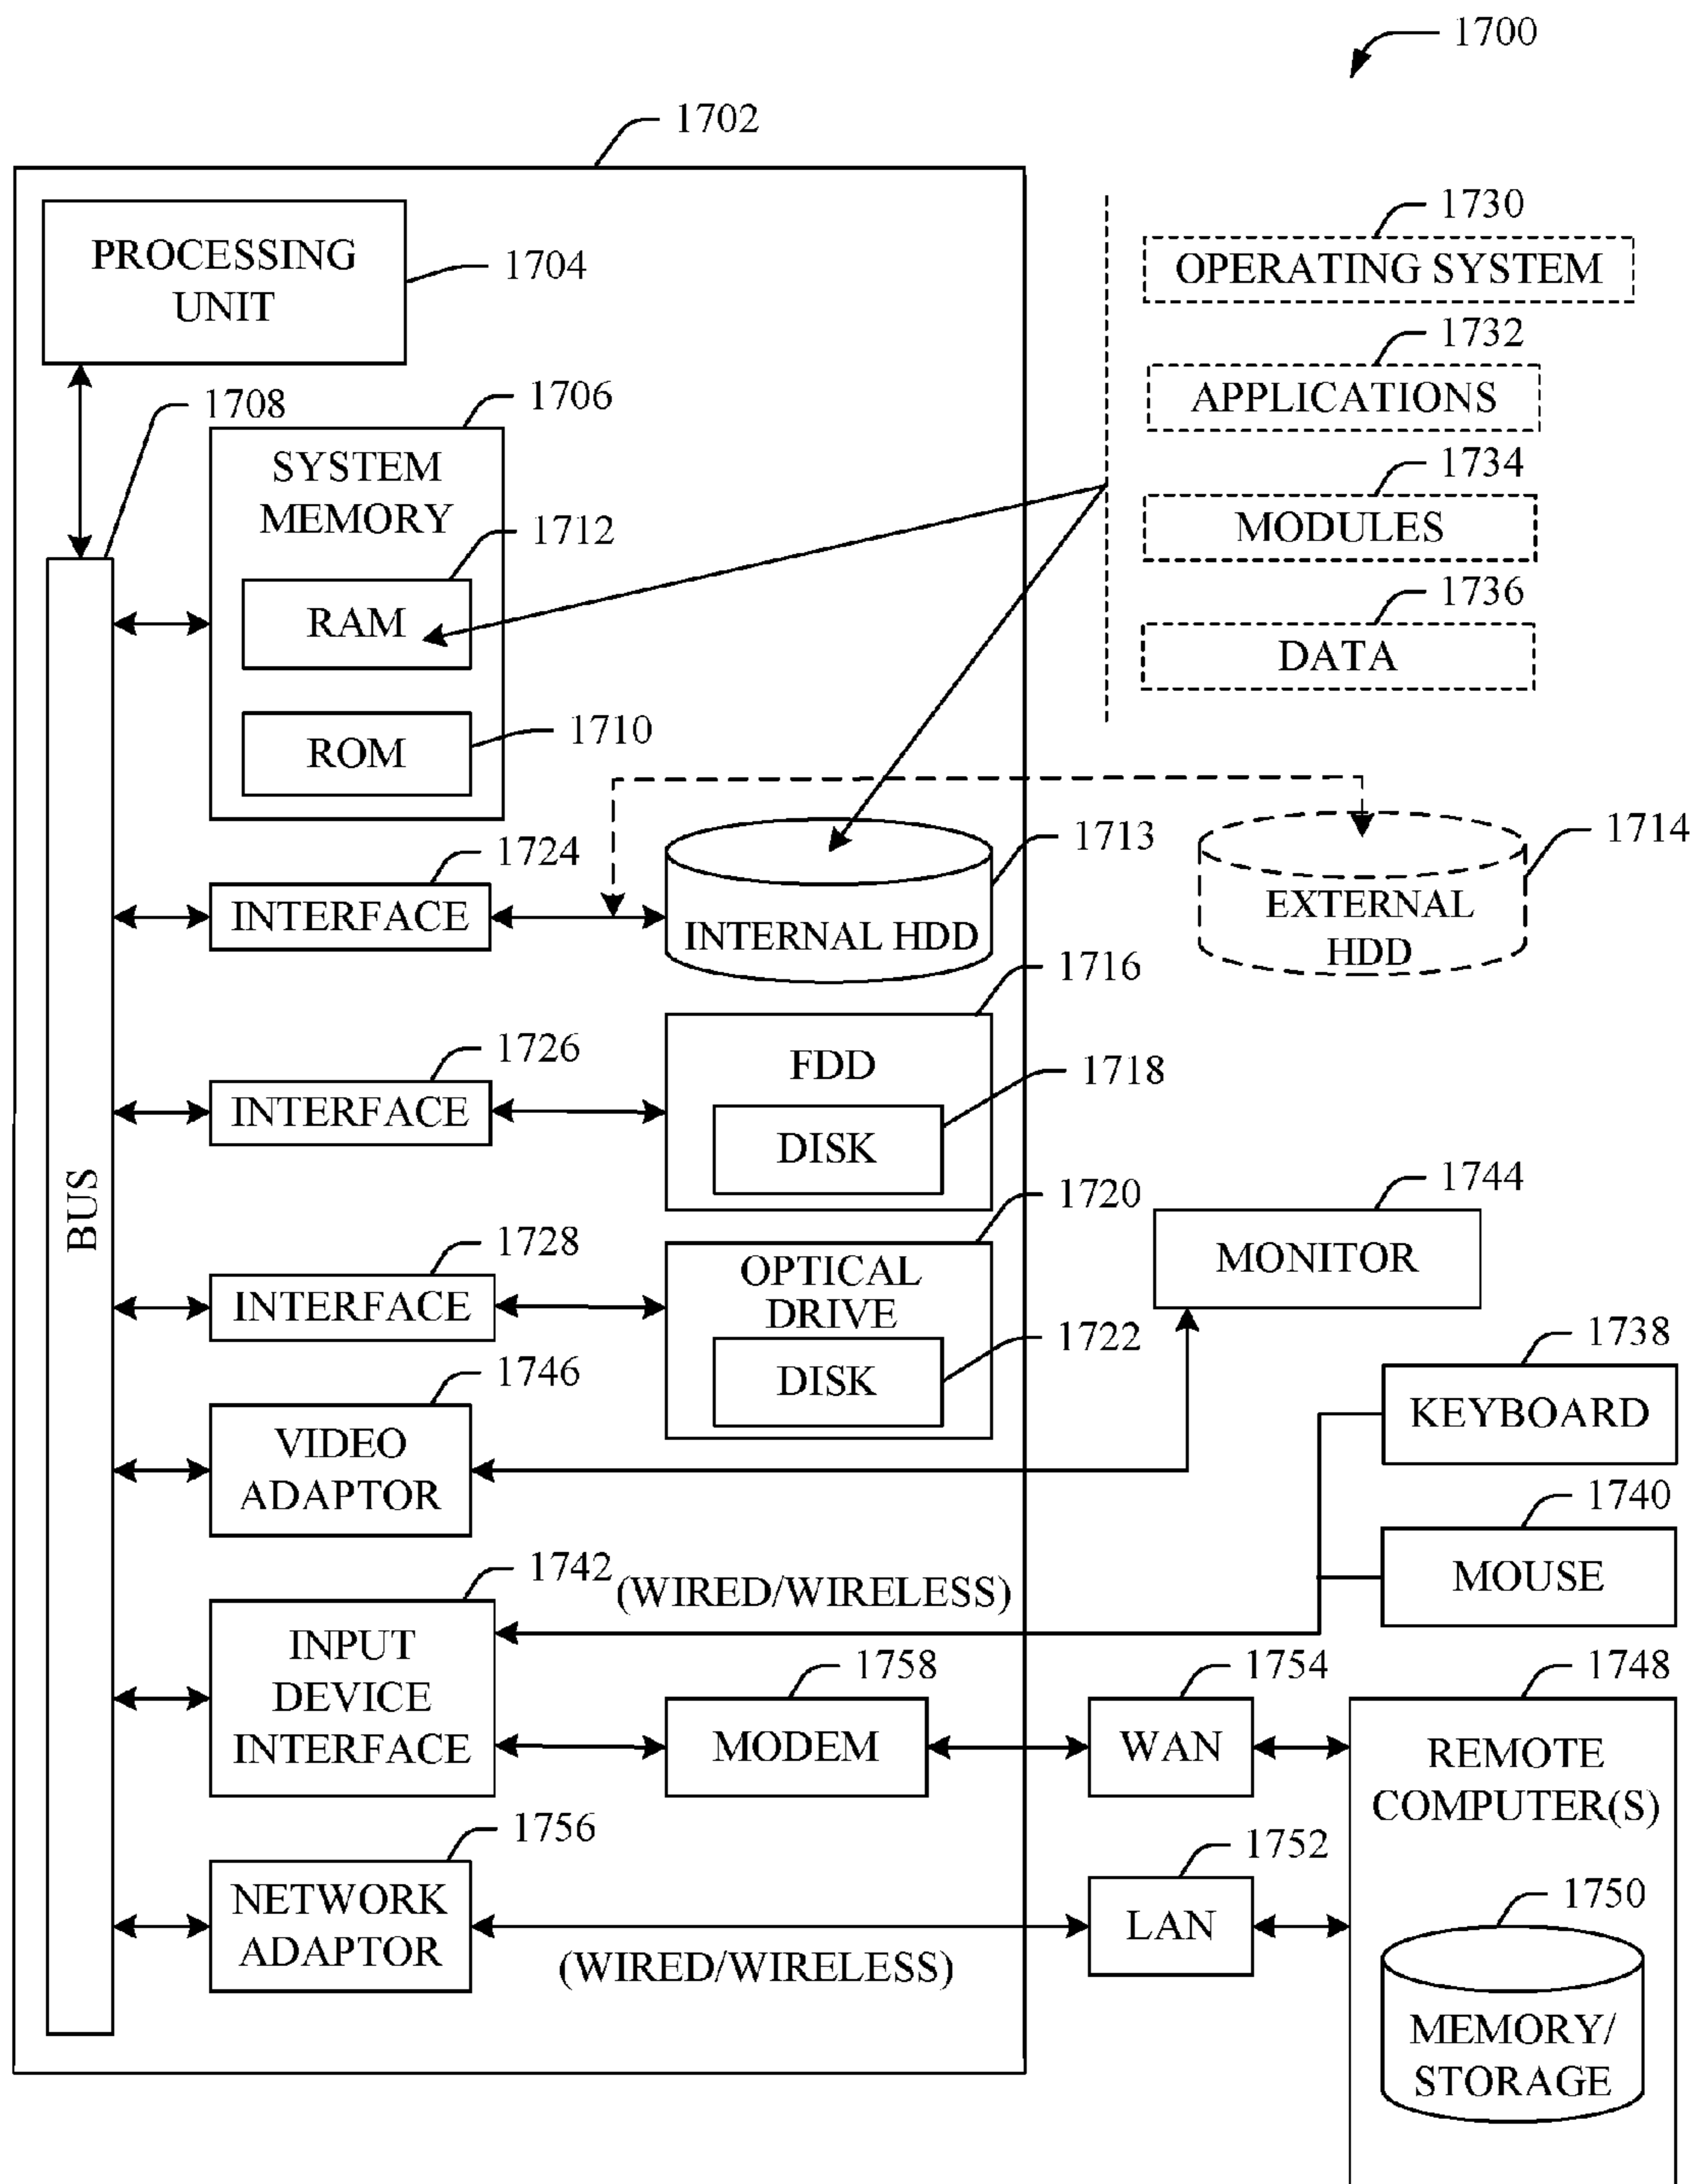 1700
1702
PROCESSING
UNIT
1704
1730
OPERATING SYSTEM
1732
APPLICATIONS
1734
MODULES
1736
DATA
1708
1706
SYSTEM
MEMORY
1712
RAM
1710
ROM
1724
INTERFACE
1713
INTERNAL HDD
1714
EXTERNAL
HDD
1716
FDD
1726
INTERFACE
1718
DISK
BUS
1720
OPTICAL
DRIVE
1728
INTERFACE
1722
DISK
1744
MONITOR
1746
VIDEO
ADAPTOR
1738
KEYBOARD
1740
MOUSE
1742
(WIRED/WIRELESS)
INPUT
DEVICE
INTERFACE
1758
MODEM
1754
WAN
1748
REMOTE
COMPUTER(S)
1756
NETWORK
ADAPTOR
(WIRED/WIRELESS)
1752
LAN
1750
MEMORY/
STORAGE